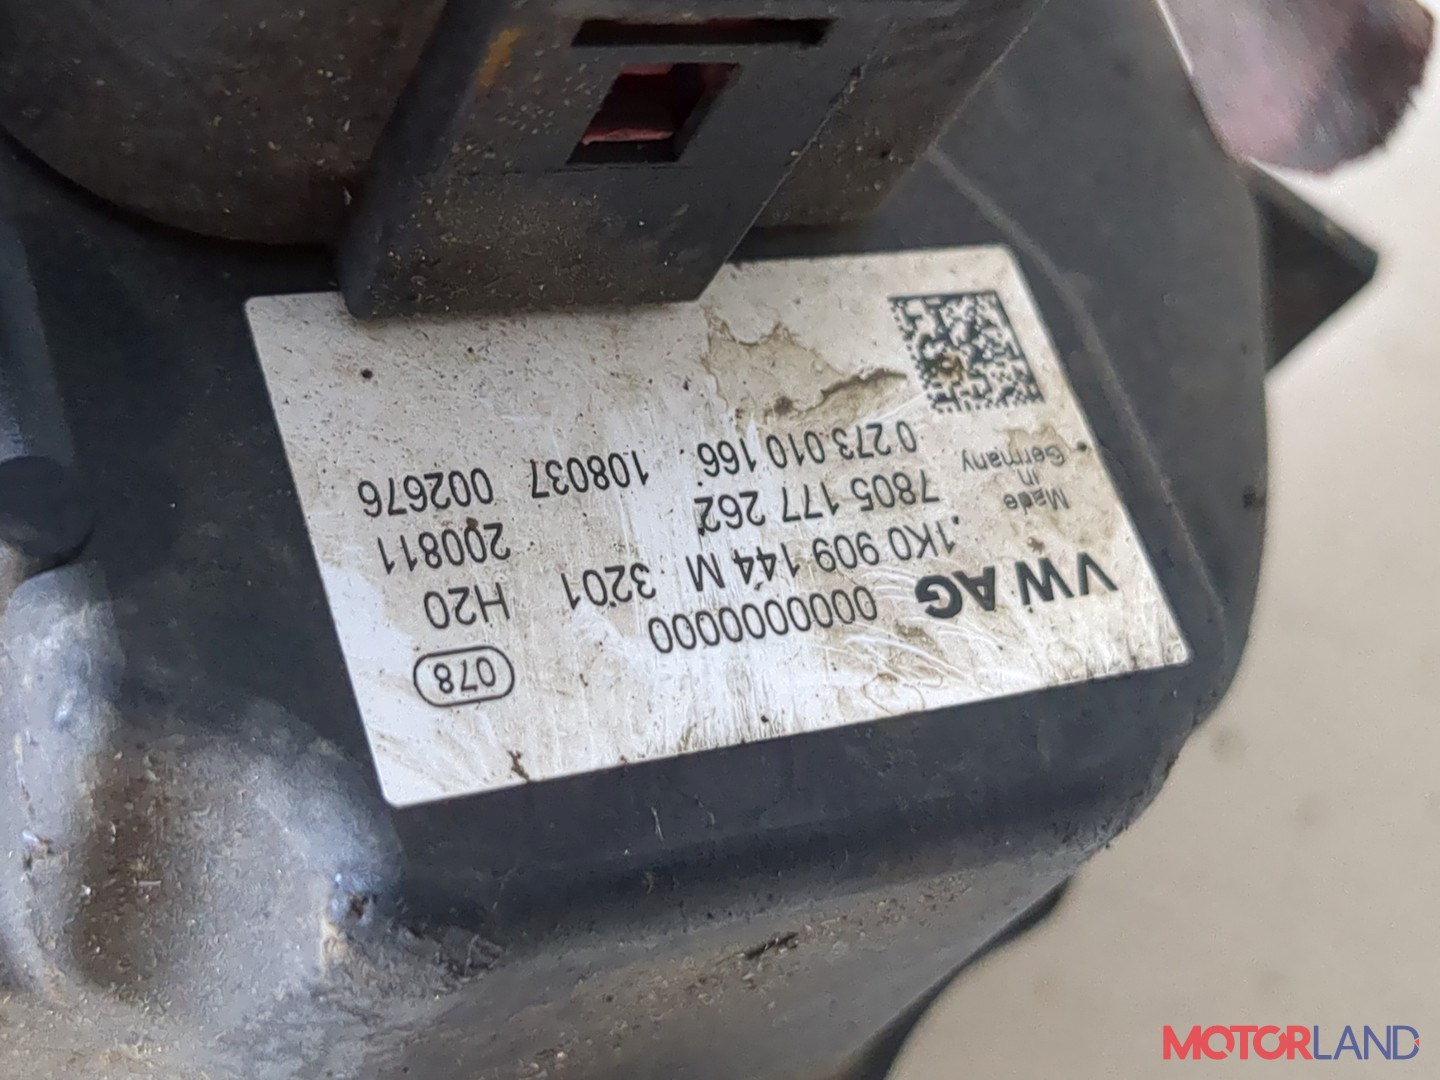 078
000000000
VW AG
1K0 909 144 M 3201 H20
7805 177 262 200811
0 273 010 166 108037 002676
Made
in
Germany
MOTORLAND